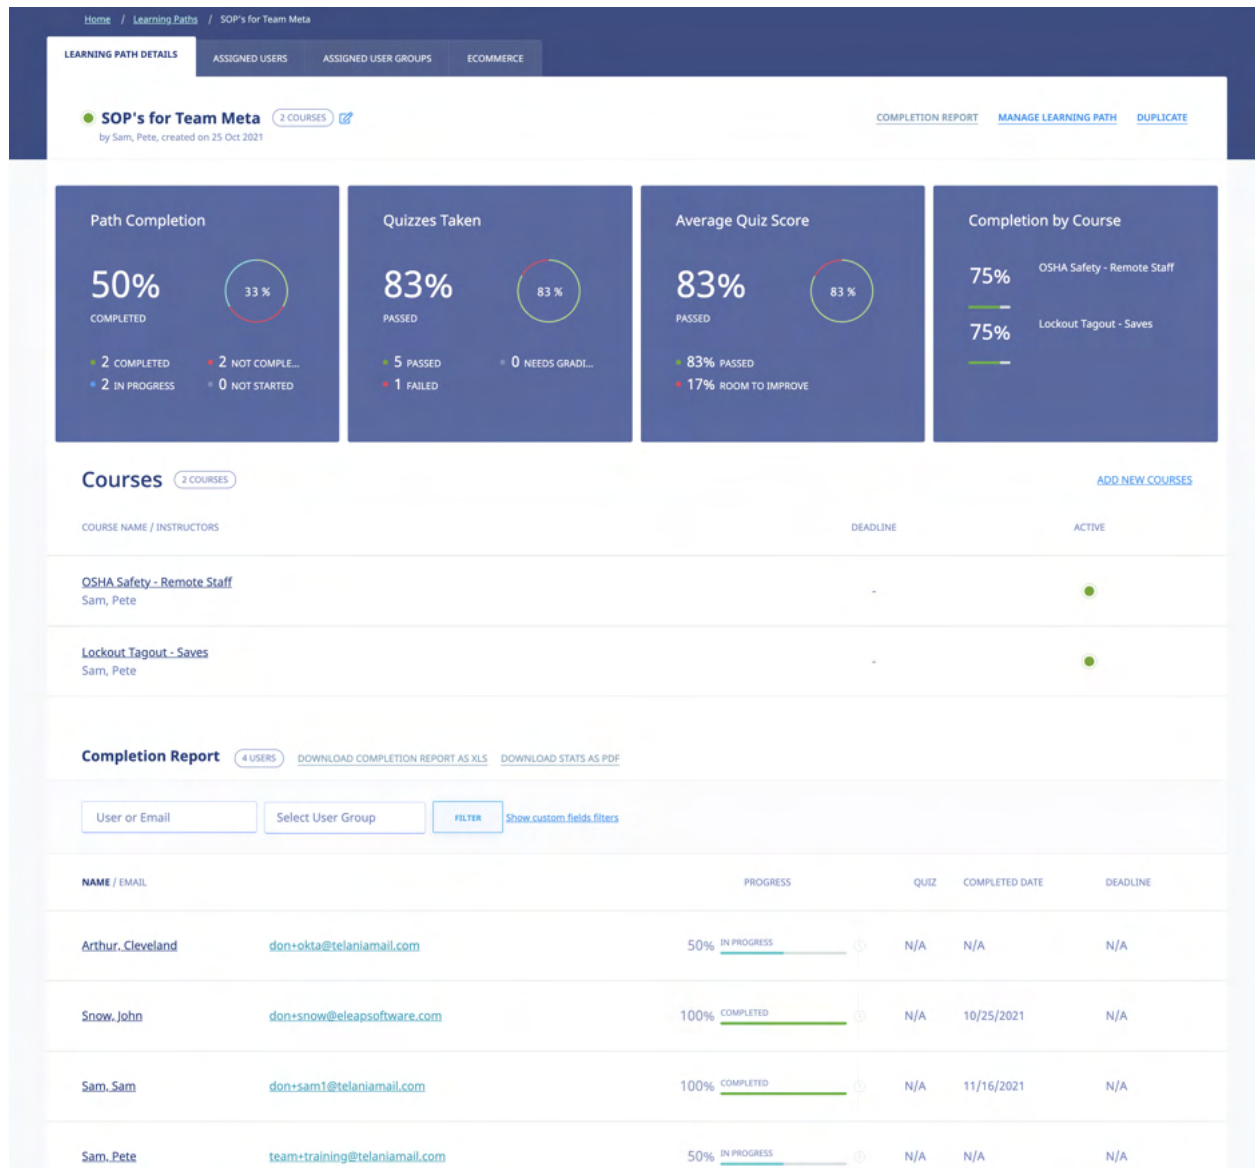 Home / Learning Paths / SOP's for Team Meta
LEARNING PATH DETAILS ASSIGNED USERS ASSIGNED USER GROUPS ECOMMERCE
SOP's for Team Meta 2 COURSES COMPLETION REPORT MANAGE LEARNING PATH DUPLICATE
by Sam, Pete, created on 25 Oct 2021
Path Completion
50%
COMPLETED
33 %
2 COMPLETED 2 NOT COMPLE...
2 IN PROGRESS 0 NOT STARTED
Quizzes Taken
83%
PASSED
83 %
5 PASSED 0 NEEDS GRADI...
1 FAILED
Average Quiz Score
83%
PASSED
83 %
83% PASSED
17% ROOM TO IMPROVE
Completion by Course
75% OSHA Safety - Remote Staff
75% Lockout Tagout - Saves
Courses 2 COURSES ADD NEW COURSES
COURSE NAME / INSTRUCTORS DEADLINE ACTIVE
OSHA Safety - Remote Staff
Sam, Pete -
Lockout Tagout - Saves
Sam, Pete -
Completion Report 4 USERS DOWNLOAD COMPLETION REPORT AS XLS DOWNLOAD STATS AS PDF
User or Email Select User Group FILTER Show custom fields filters
NAME / EMAIL PROGRESS QUIZ COMPLETED DATE DEADLINE
Arthur, Cleveland don+okta@telaniamail.com 50% IN PROGRESS N/A N/A N/A
Snow, John don+snow@eleapsoftware.com 100% COMPLETED N/A 10/25/2021 N/A
Sam, Sam don+sam1@telaniamail.com 100% COMPLETED N/A 11/16/2021 N/A
Sam, Pete team+training@telaniamail.com 50% IN PROGRESS N/A N/A N/A